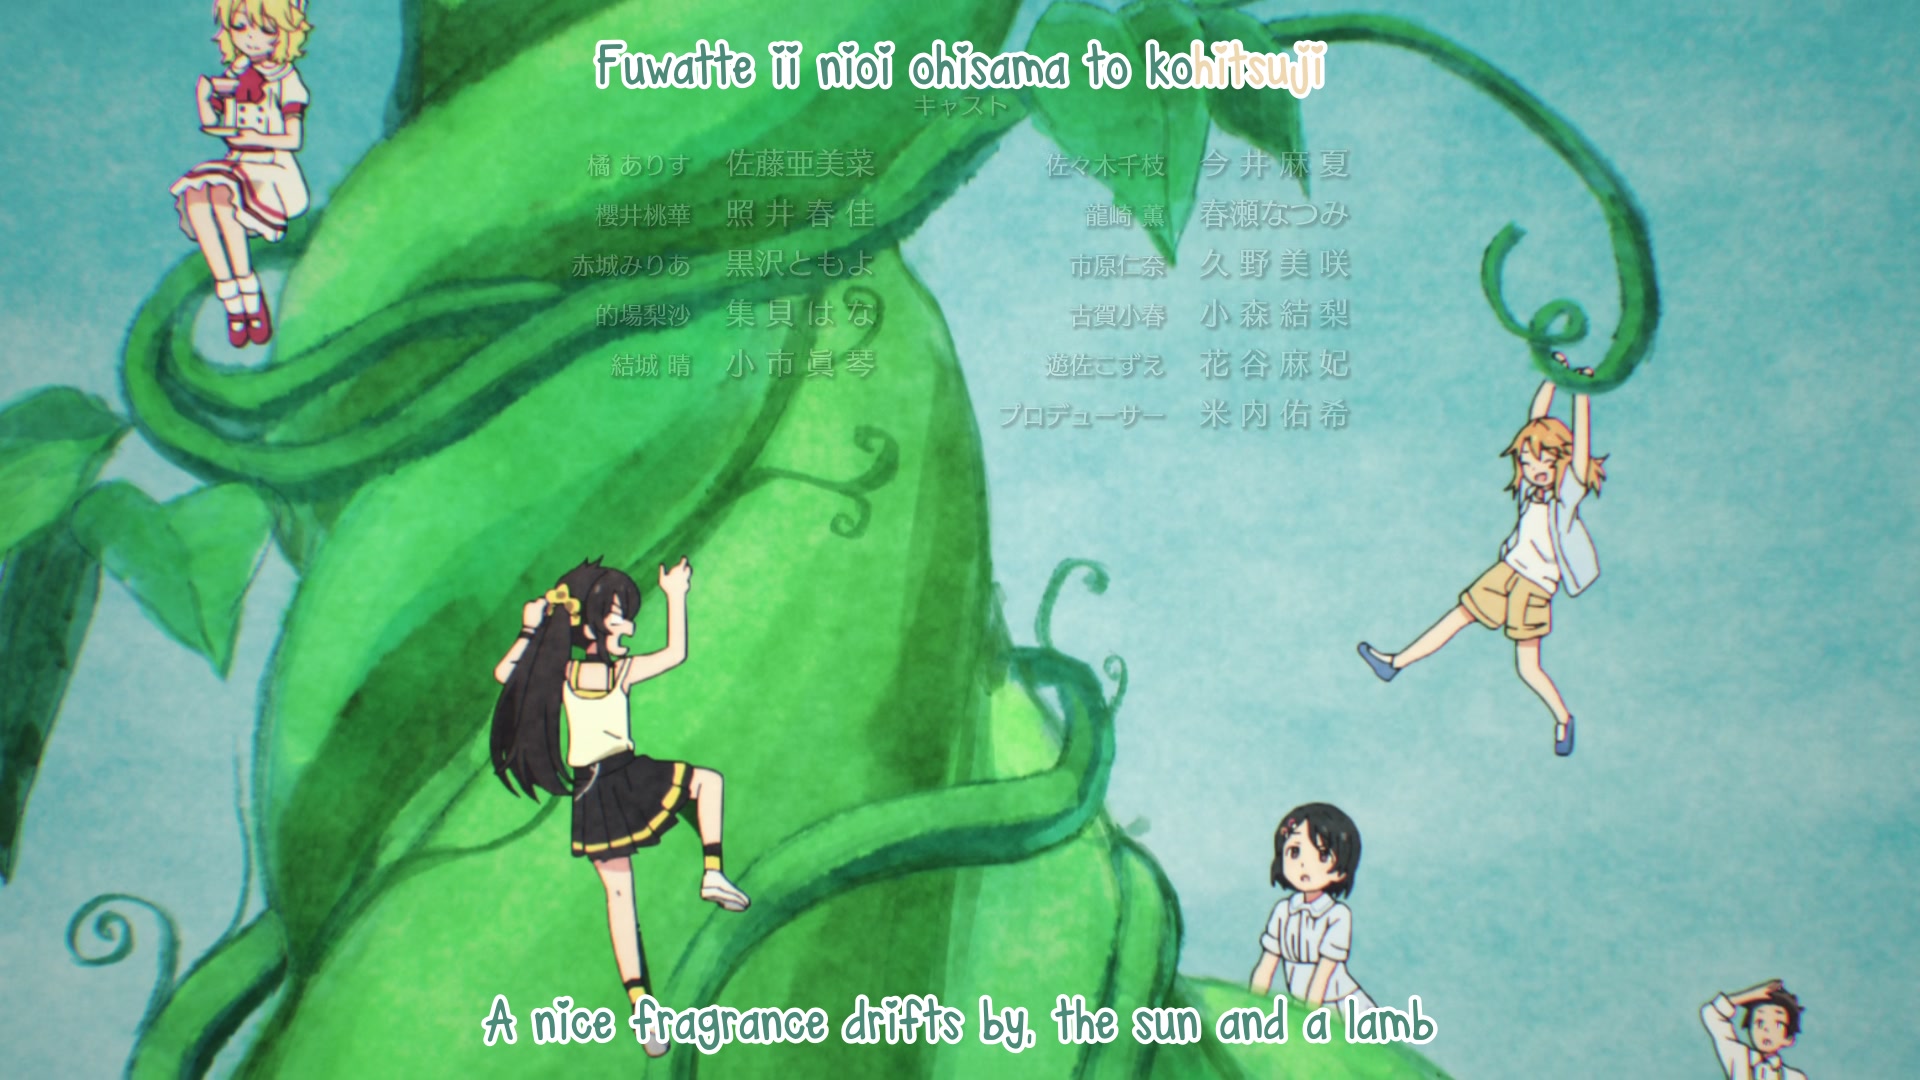 Fuwatte ii nioi ohisama to kohitsuji
キャスト
橘 ありす 佐藤亜美菜
櫻井桃華 照井春佳
赤城みりあ 黒沢ともよ
的場梨沙 集貝はな
結城 晴 小市眞琴
佐々木千枝 今井麻夏
龍崎 薫 春瀬なつみ
市原仁奈 久野美咲
古賀小春 小森結梨
遊佐こずえ 花谷麻妃
プロデューサー 米内佑希
A nice fragrance drifts by, the sun and a lamb